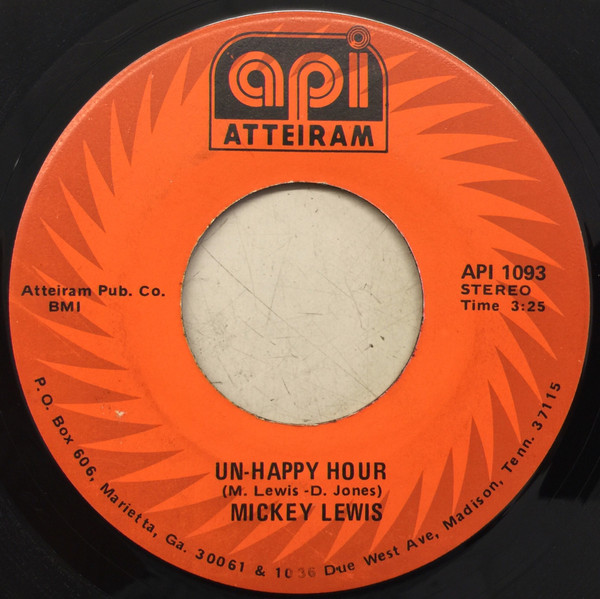 api
ATTEIRAM
Atteiram Pub. Co.
BMI
API 1093
STEREO
Time 3:25
UN-HAPPY HOUR
(M. Lewis -D. Jones)
MICKEY LEWIS
P.O. Box 606, Marietta, Ga. 30061 & 1036 Due West Ave, Madison, Tenn. 37115